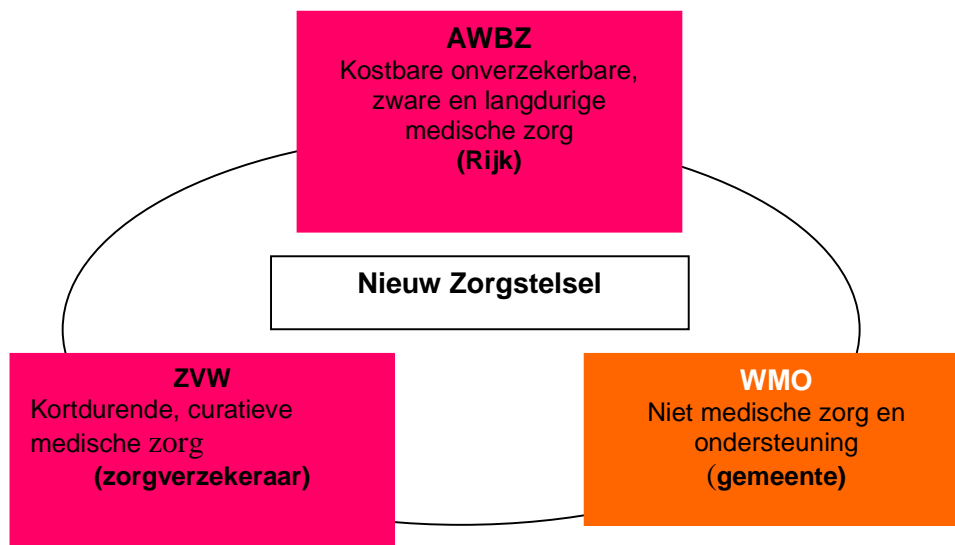 AWBZ
Kostbare onverzekerbare,
zware en langdurige
medische zorg
(Rijk)
Nieuw Zorgstelsel
ZVW
Kortdurende, curatieve
medische zorg
(zorgverzekeraar)
WMO
Niet medische zorg en
ondersteuning
(gemeente)